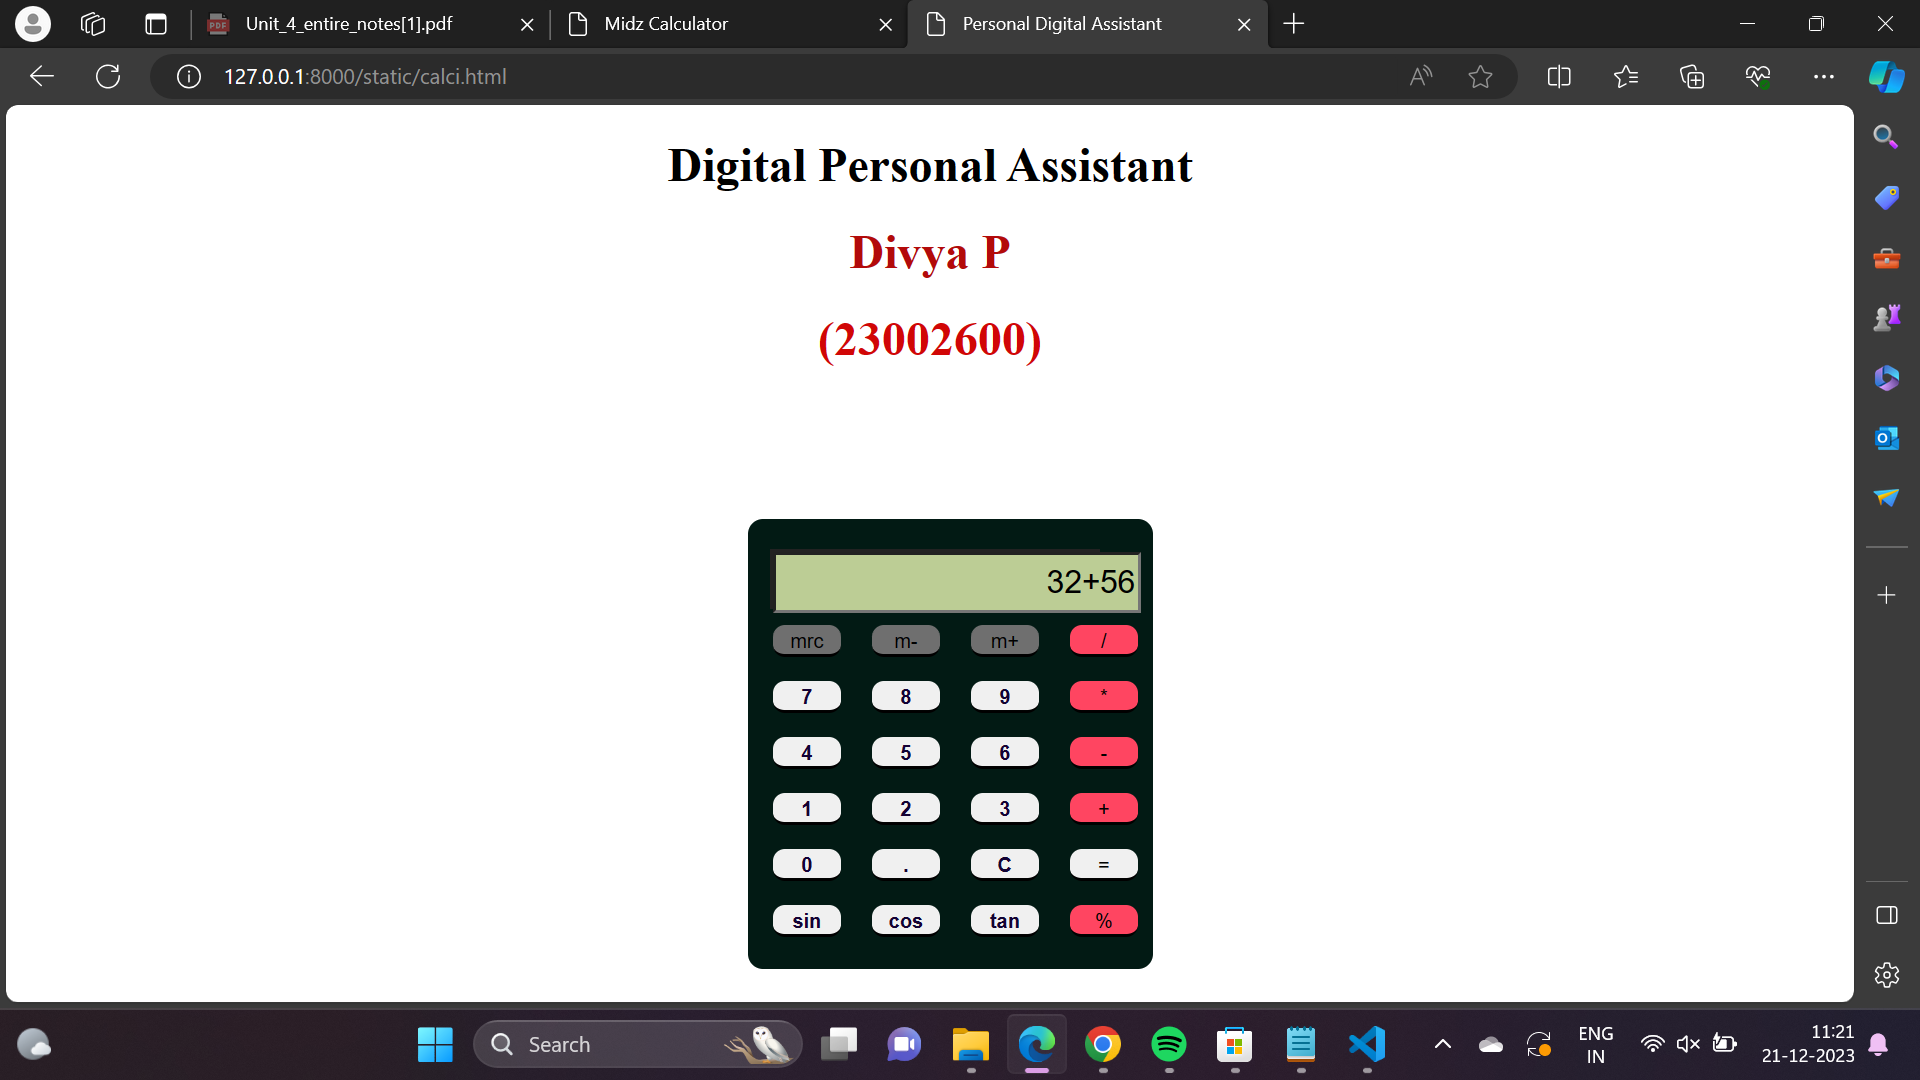 Unit_4_entire_notes[1].pdf
Midz Calculator
Personal Digital Assistant
127.0.0.1:8000/static/calci.html
Digital Personal Assistant
Divya P
(23002600)
32+56
mrc m- m+ /
7 8 9 *
4 5 6 -
1 2 3 +
0 . C =
sin cos tan %
Search
ENG
IN
11:21
21-12-2023